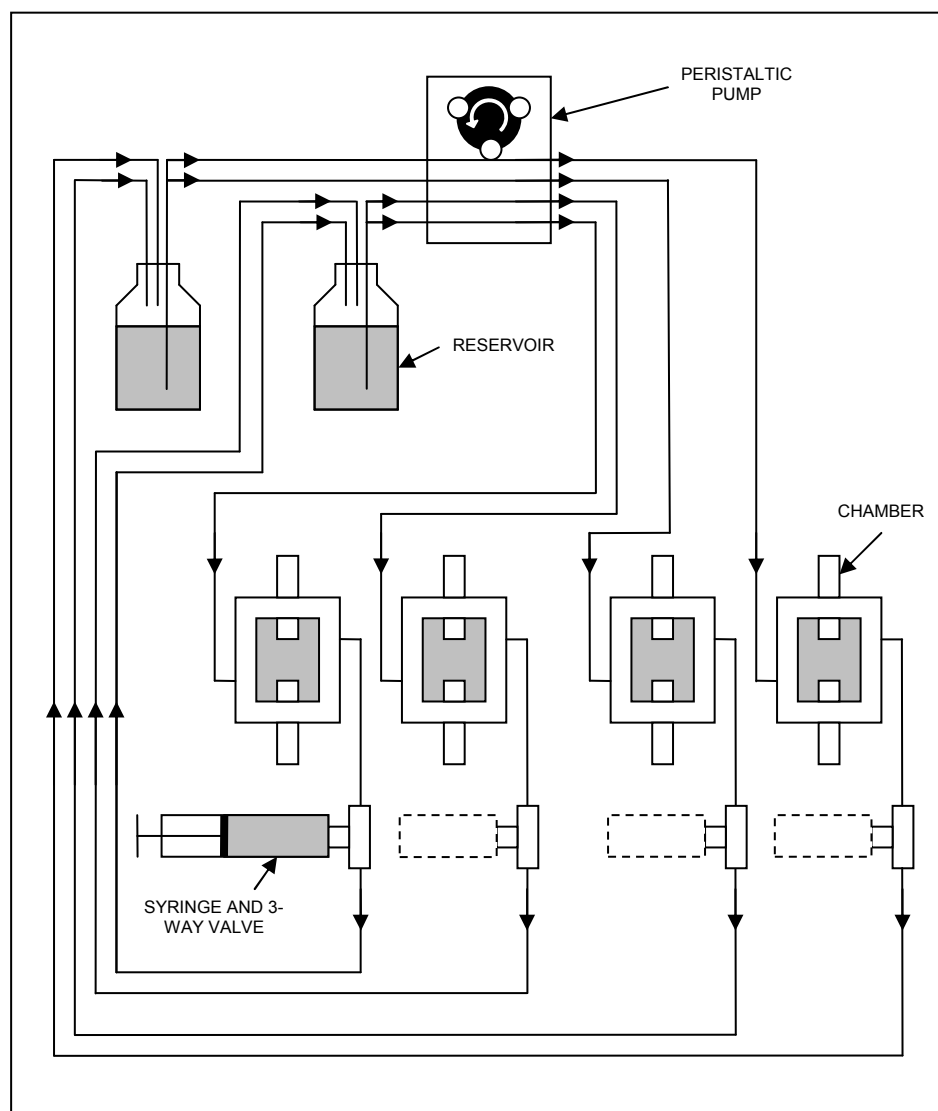 PERISTALTIC
PUMP
RESERVOIR
CHAMBER
SYRINGE AND 3-
WAY VALVE